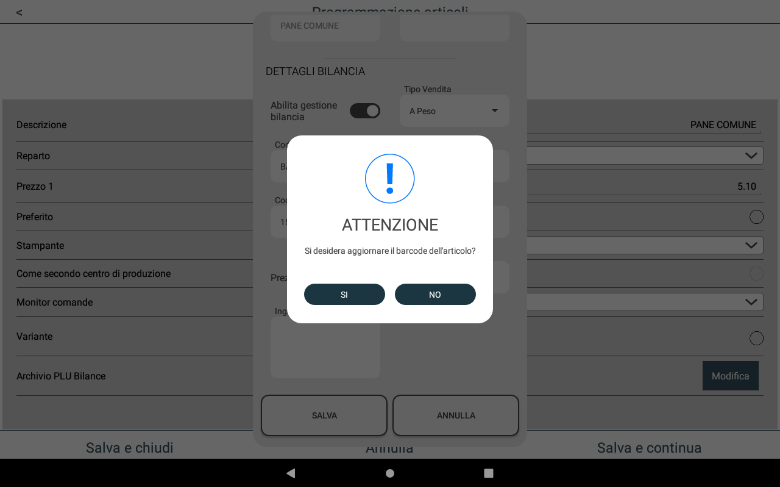 <
PANE COMUNE
DETTAGLI BILANCIA
Tipo Vendita
Abilita gestione
bilancia
A Peso
Descrizione
PANE COMUNE
Reparto
Prezzo 1
5.10
Preferito
Stampante
Come secondo centro di produzione
Monitor comande
Variante
Archivio PLU Bilance
Modifica
!
ATTENZIONE
Si desidera aggiornare il barcode dell'articolo?
SI
NO
SALVA
ANNULLA
Salva e chiudi
Annulla
Salva e continua